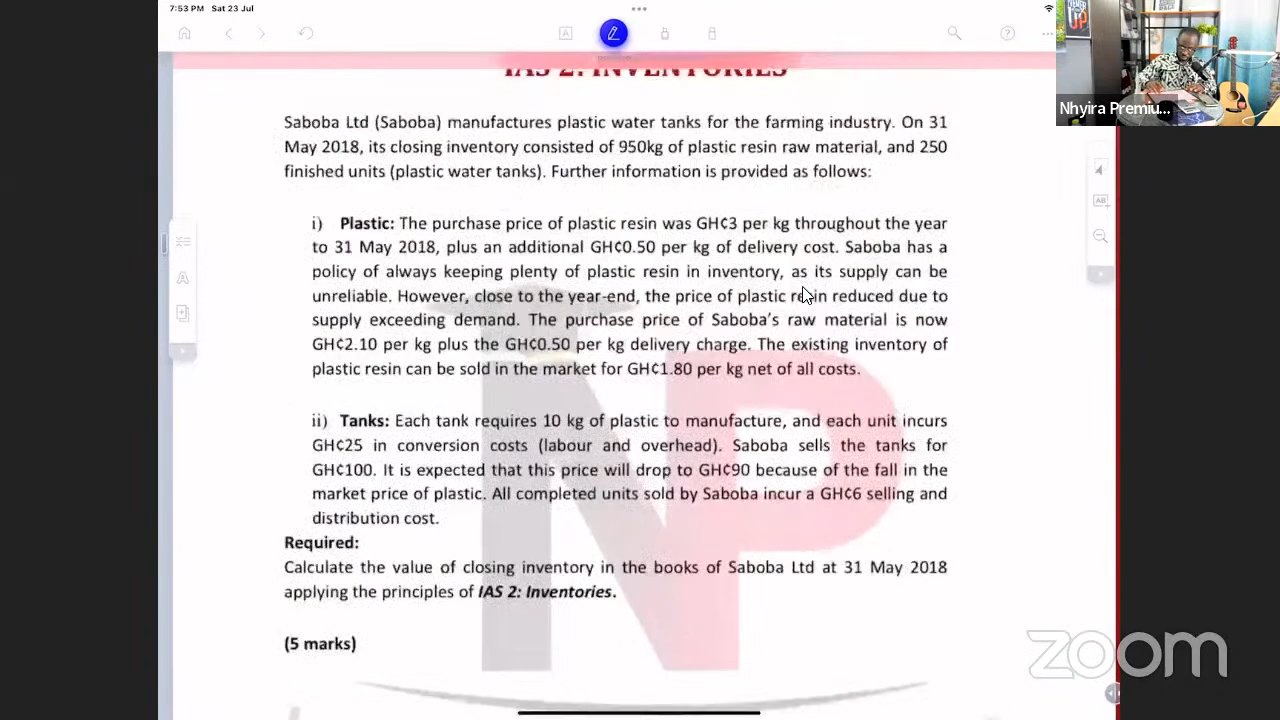 7:53 PM Sat 23 Jul
IAS 2: INVENTORIES
Nhyira Premiu...
Saboba Ltd (Saboba) manufactures plastic water tanks for the farming industry. On 31
May 2018, its closing inventory consisted of 950kg of plastic resin raw material, and 250
finished units (plastic water tanks). Further information is provided as follows:
i) Plastic: The purchase price of plastic resin was GH₵3 per kg throughout the year
to 31 May 2018, plus an additional GH₵0.50 per kg of delivery cost. Saboba has a
policy of always keeping plenty of plastic resin in inventory, as its supply can be
unreliable. However, close to the year-end, the price of plastic resin reduced due to
supply exceeding demand. The purchase price of Saboba's raw material is now
GH₵2.10 per kg plus the GH₵0.50 per kg delivery charge. The existing inventory of
plastic resin can be sold in the market for GH₵1.80 per kg net of all costs.
ii) Tanks: Each tank requires 10 kg of plastic to manufacture, and each unit incurs
GH₵25 in conversion costs (labour and overhead). Saboba sells the tanks for
GH₵100. It is expected that this price will drop to GH₵90 because of the fall in the
market price of plastic. All completed units sold by Saboba incur a GH₵6 selling and
distribution cost.
Required:
Calculate the value of closing inventory in the books of Saboba Ltd at 31 May 2018
applying the principles of IAS 2: Inventories.
(5 marks)
NP
zoom